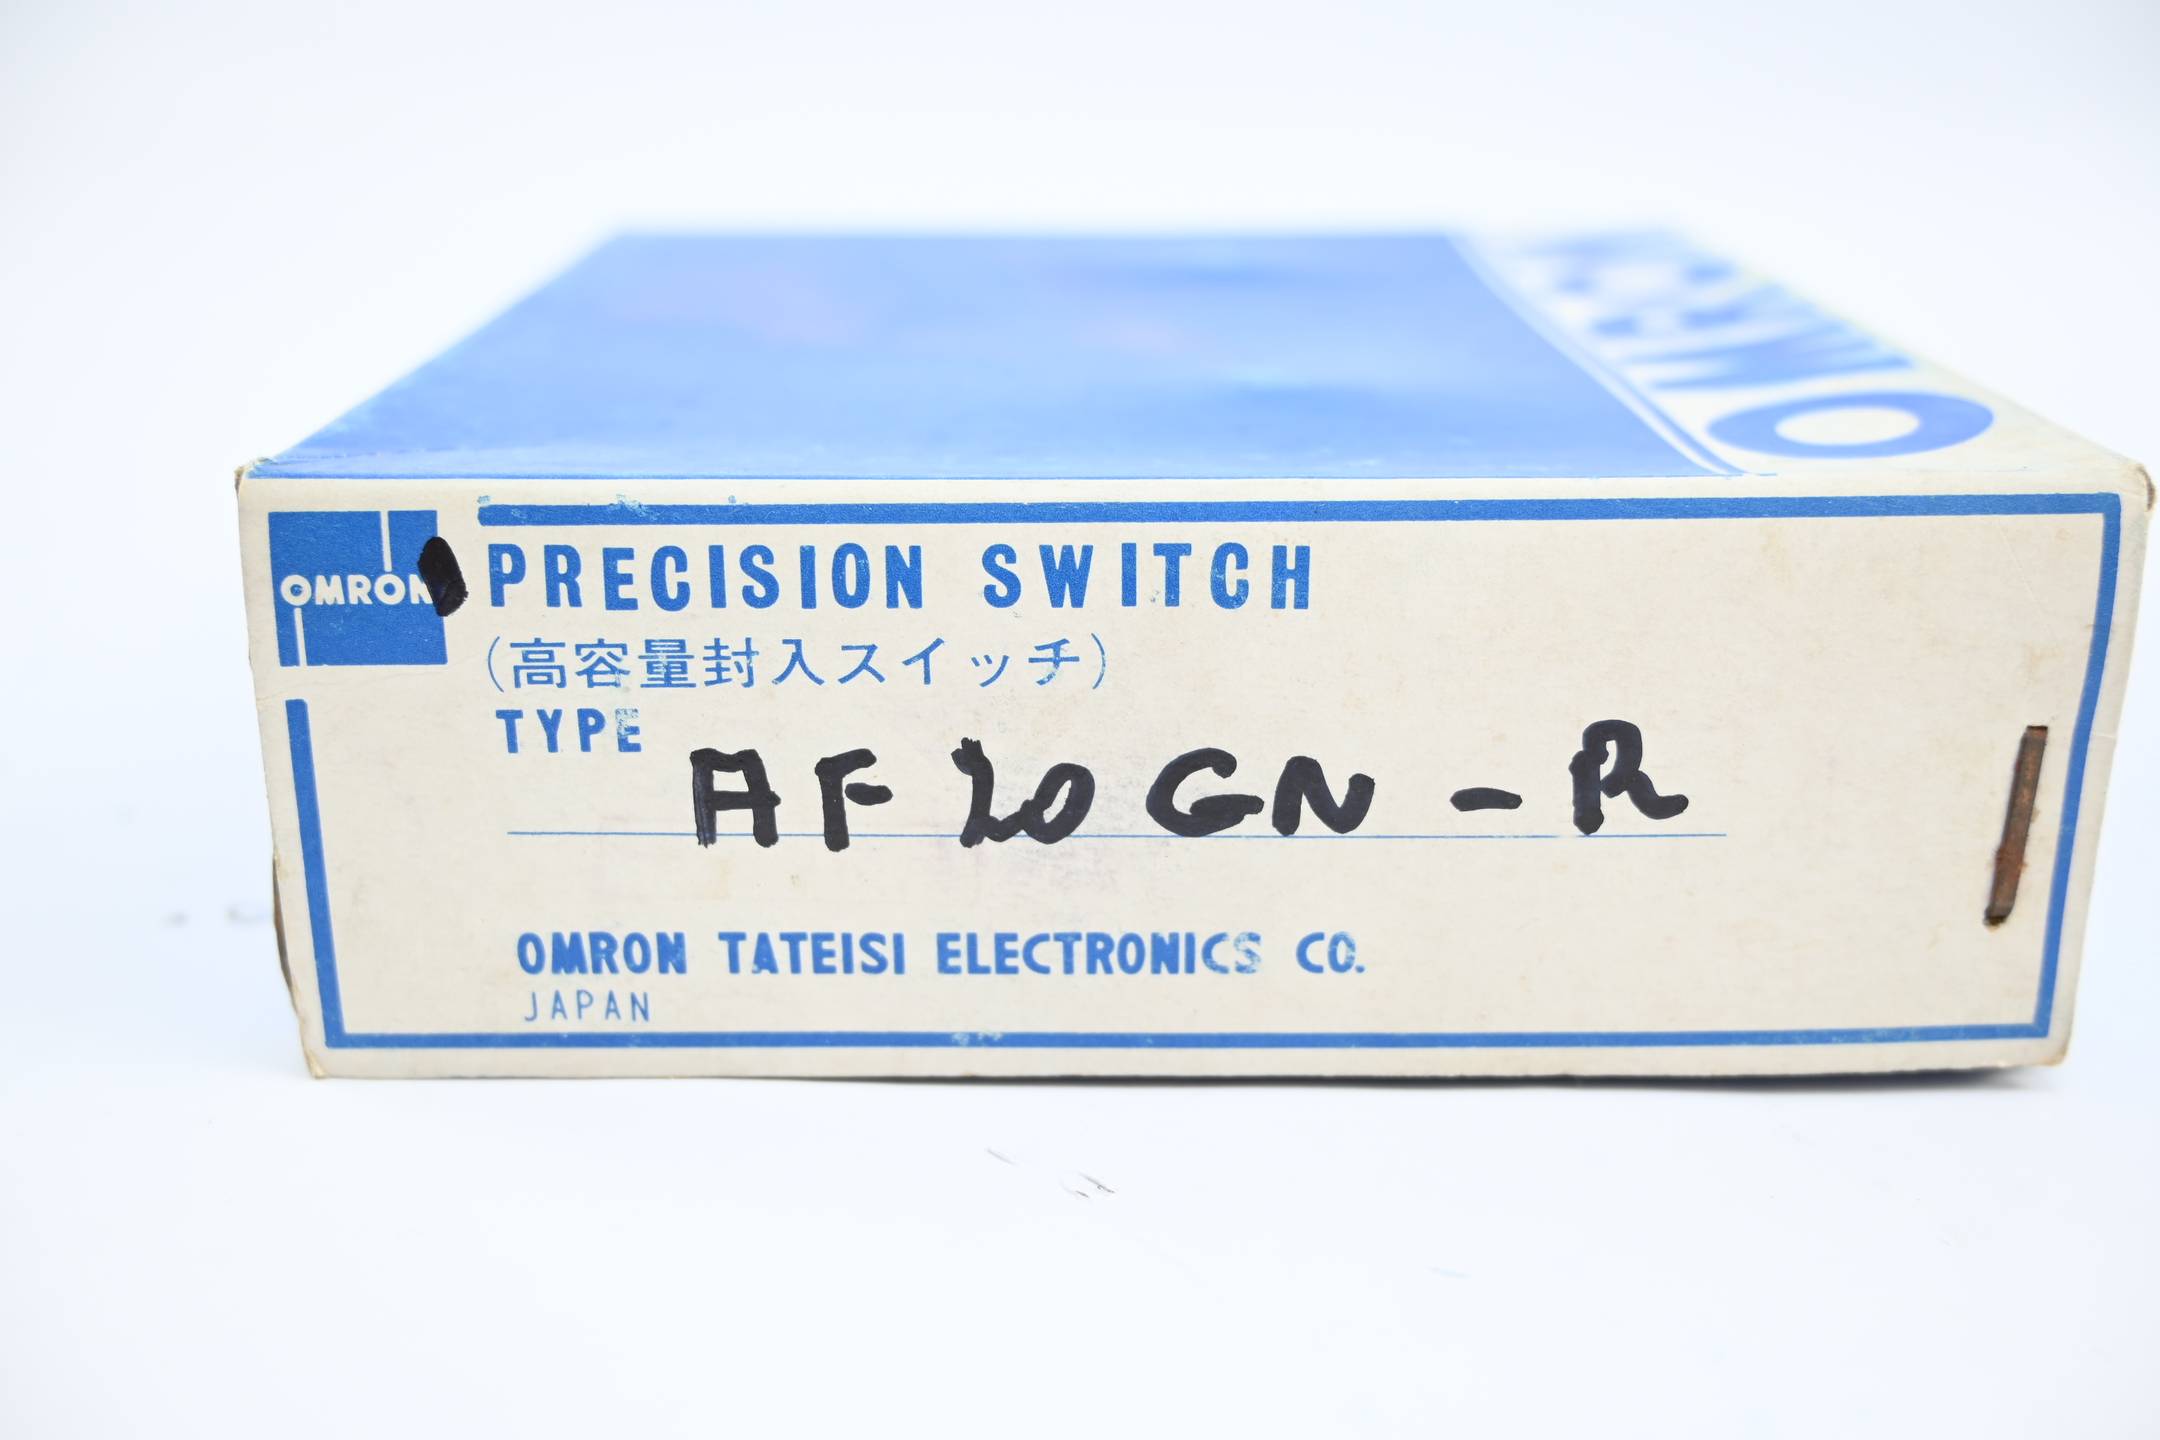 OMRON
OMRON
PRECISION SWITCH
(高容量封入スイッチ)
TYPE
AF20GN-R
OMRON TATEISI ELECTRONICS CO.
JAPAN